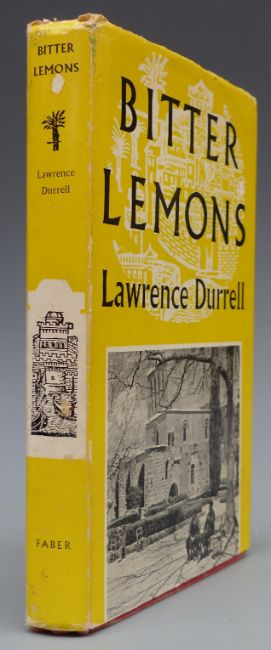 BITTER
LEMONS
Lawrence
Durrell
FABER
BITTER
LEMONS
Lawrence Durrell